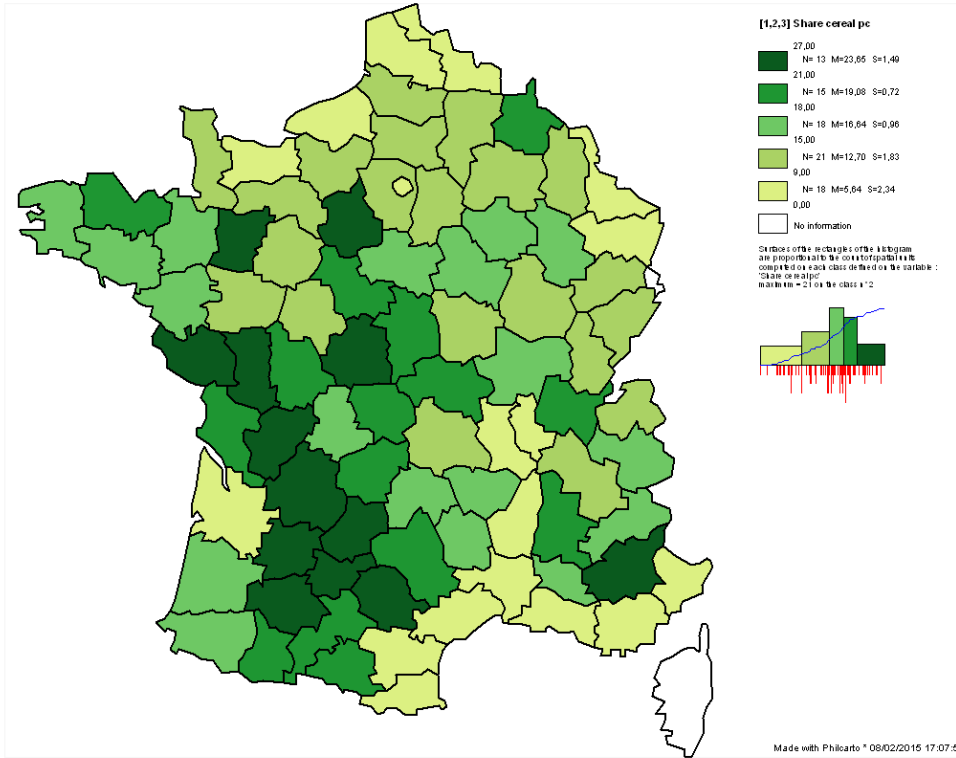 [1,2,3] Share cereal pc
27,00
N= 13 M=23,65 S=1,49
21,00
N= 15 M=19,08 S=0,72
18,00
N= 18 M=16,64 S=0,96
15,00
N= 21 M=12,70 S=1,83
9,00
N= 18 M=5,64 S=2,34
0,00
No information
Surfaces of the rectangles of the histogram
are proportional to the count of spatial units
computed on each class defined on the variable :
'Share cereal pc'
maximum = 21 on the class n° 2
Made with Philcarto * 08/02/2015 17:07:5